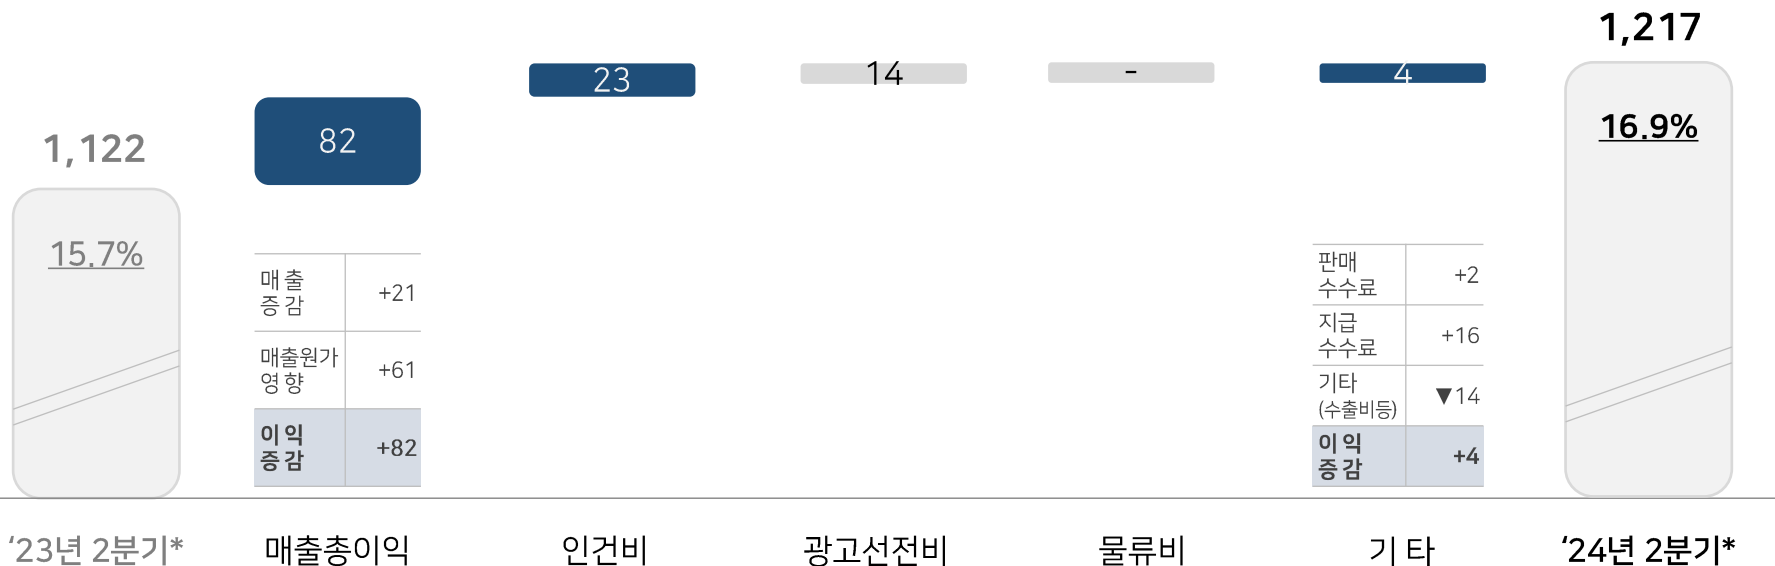 1,217
23
14
-
4
16.9%
82
1,122
15.7%
매 출
증 감
+21
매출원가
영 향
+61
이 익
증 감
+82
판매
수수료
+2
지급
수수료
+16
기타
(수출비등)
▼14
이 익
증 감
+4
‘23년 2분기*
매출총이익
인건비
광고선전비
물류비
기 타
‘24년 2분기*